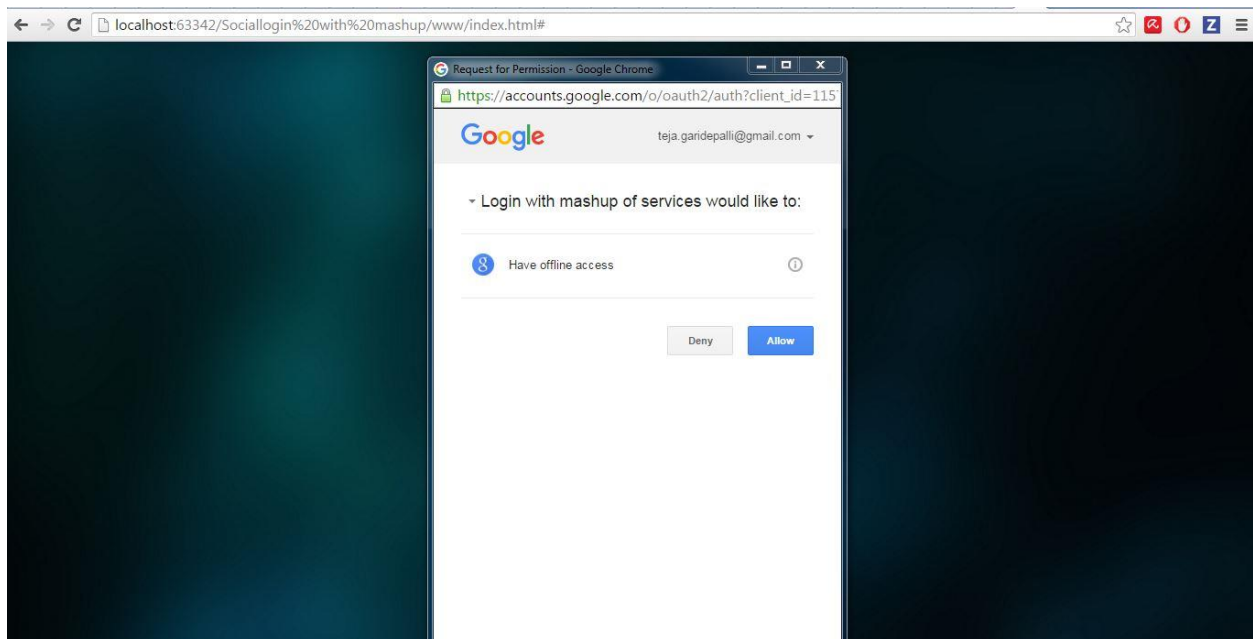 localhost:63342/Sociallogin%20with%20mashup/www/index.html#
Request for Permission - Google Chrome
https://accounts.google.com/o/oauth2/auth?client_id=115
Google
teja.garidepalli@gmail.com
Login with mashup of services would like to:
8 Have offline access
Deny Allow